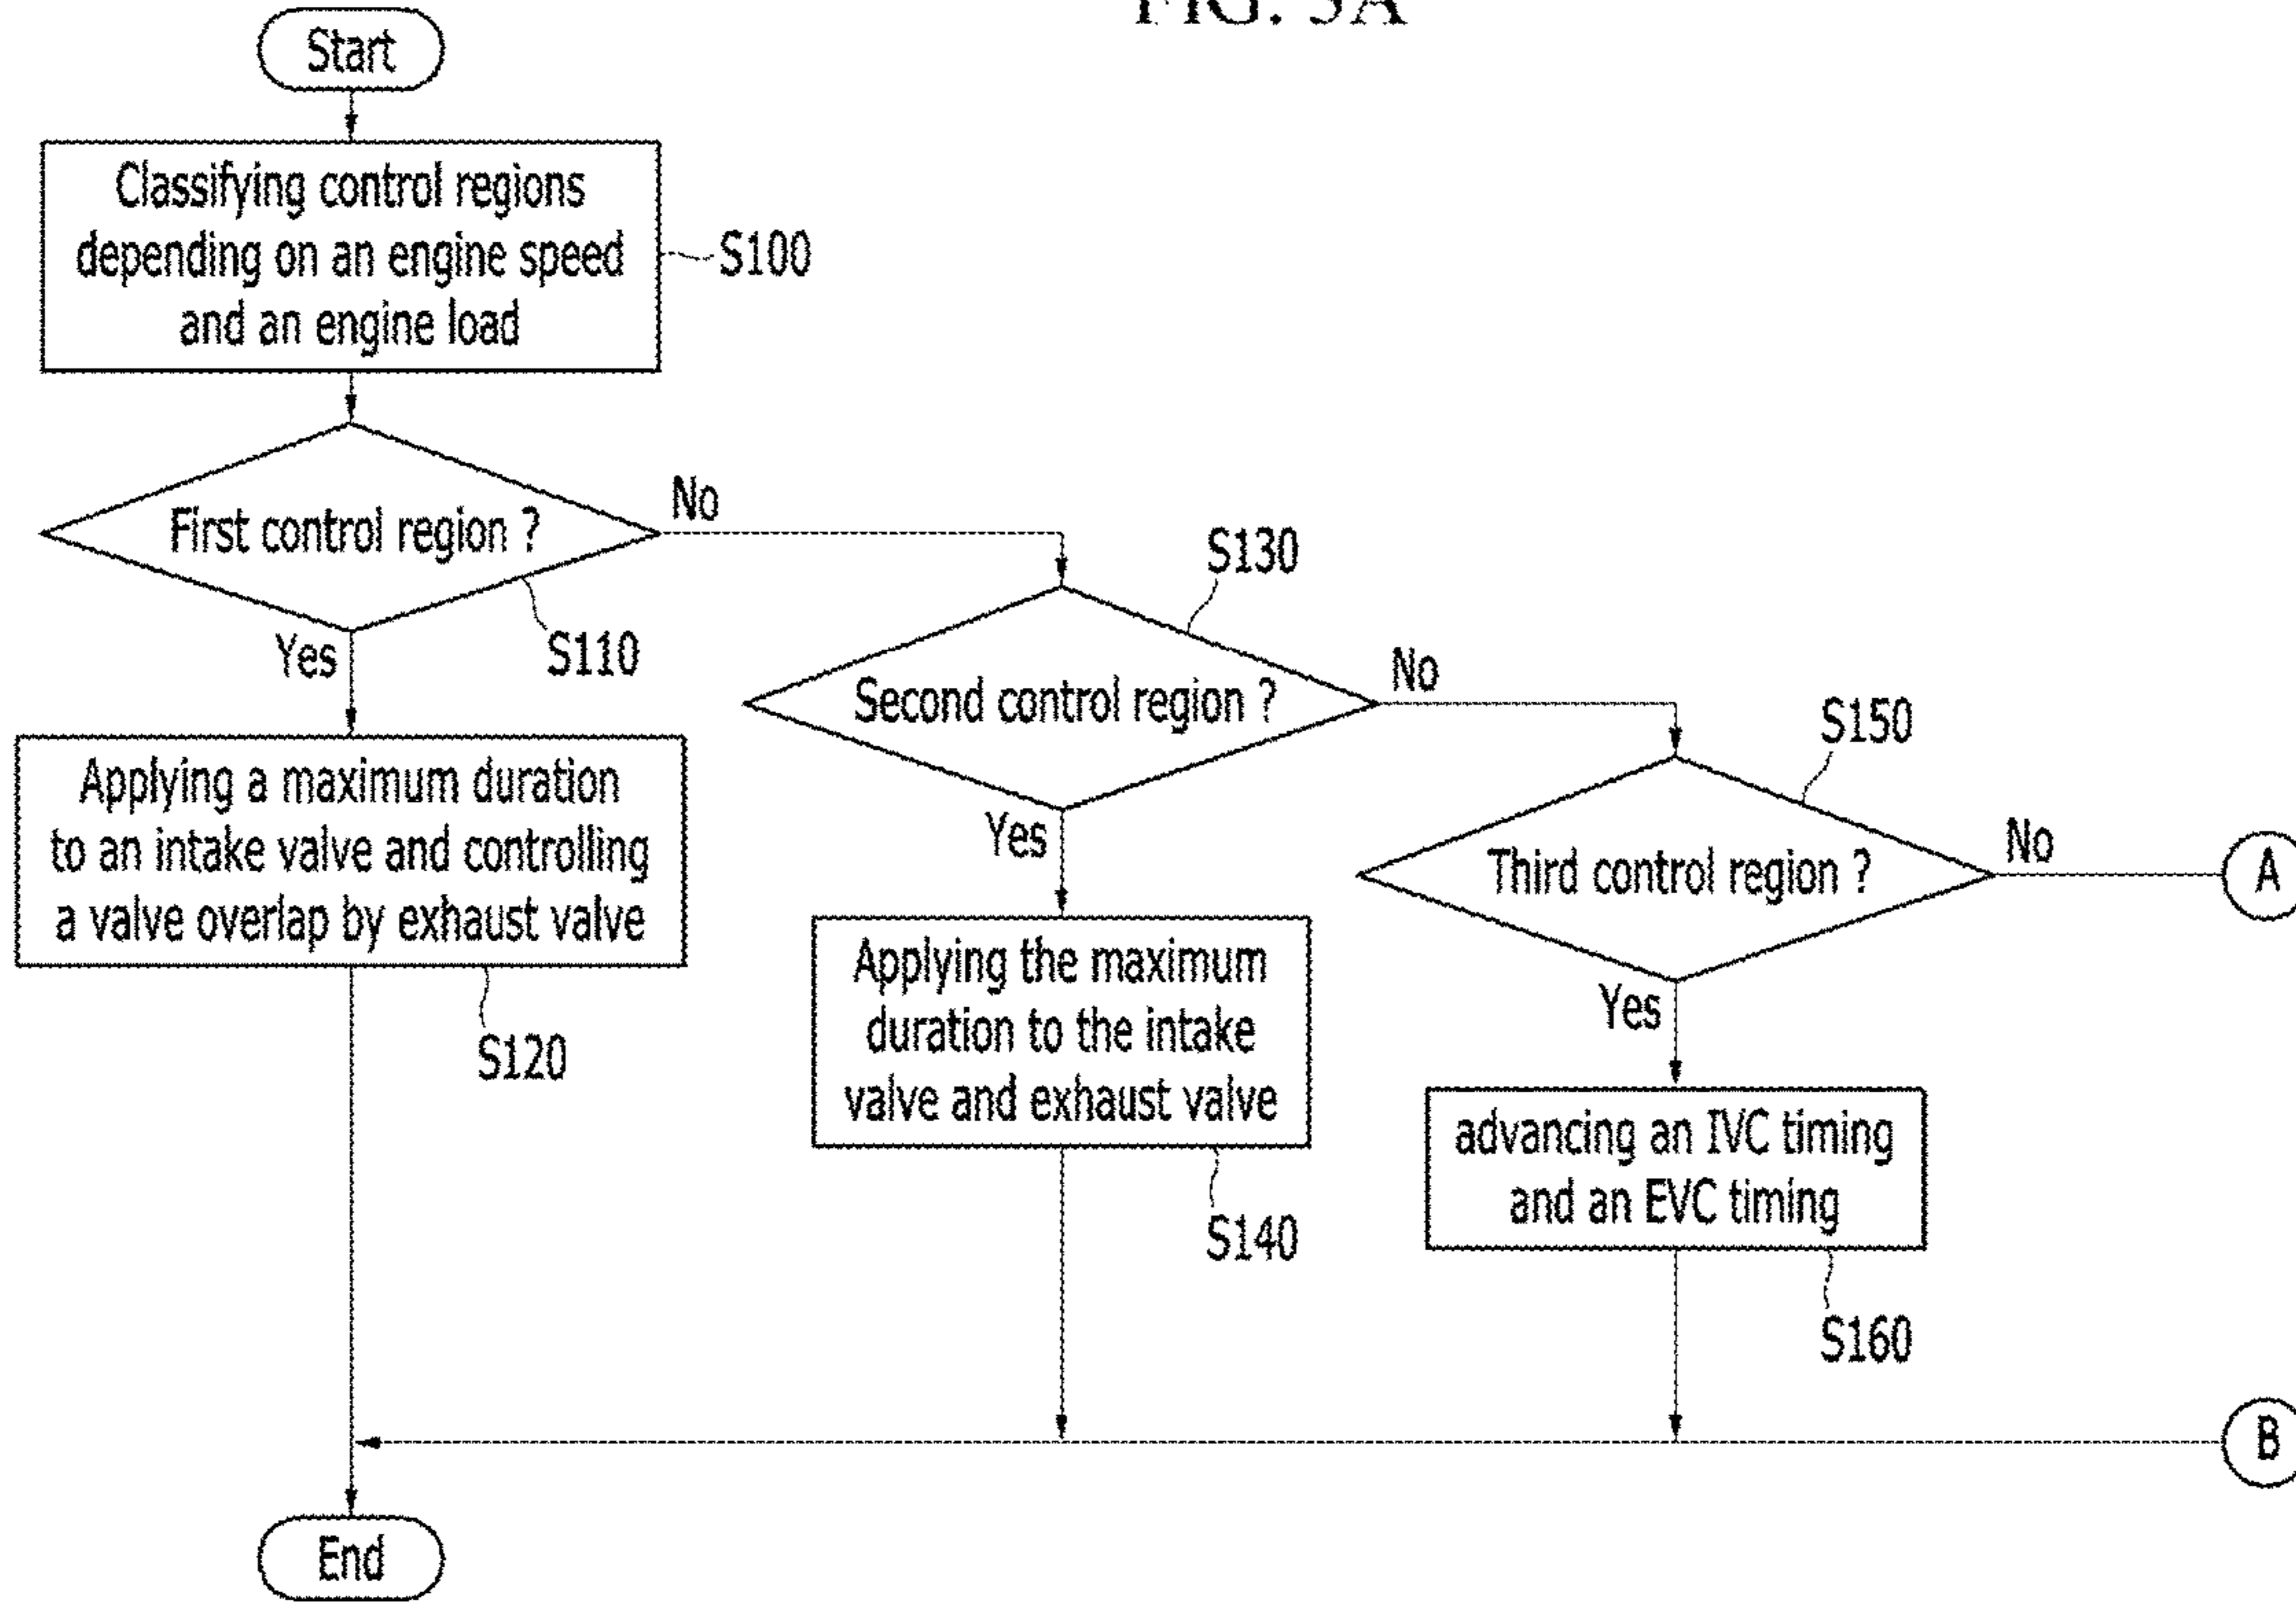 FIG. 5A
Start
Classifying control regions
depending on an engine speed
and an engine load
S100
First control region ?
No
Yes
S110
S130
Second control region ?
No
Yes
S150
Third control region ?
No
A
Yes
Applying a maximum duration
to an intake valve and controlling
a valve overlap by exhaust valve
S120
Applying the maximum
duration to the intake
valve and exhaust valve
S140
advancing an IVC timing
and an EVC timing
S160
B
End